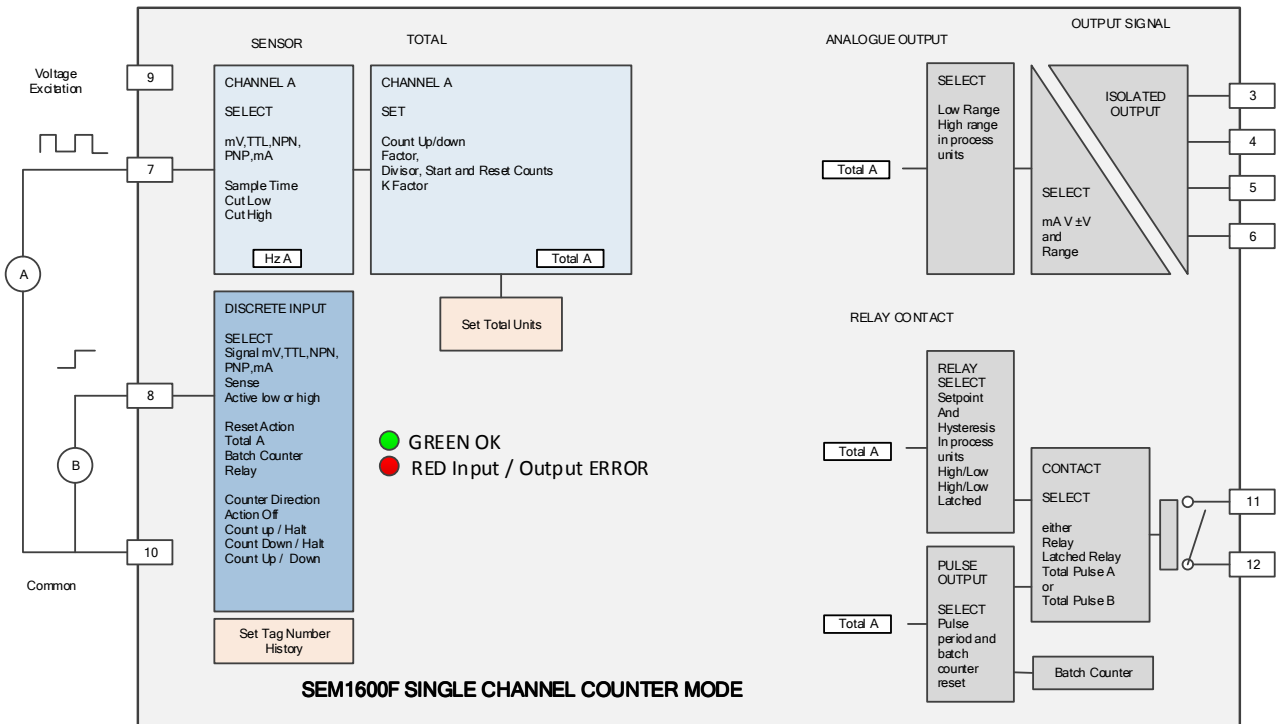 SENSOR
TOTAL
ANALOGUE OUTPUT
OUTPUT SIGNAL
Voltage
Excitation
9
7
A
8
B
10
Common
CHANNEL A
SELECT
mV,TTL,NPN,
PNP,mA
Sample Time
Cut Low
Cut High
Hz A
CHANNEL A
SET
Count Up/down
Factor,
Divisor, Start and Reset Counts
K Factor
Total A
Set Total Units
DISCRETE INPUT
SELECT
Signal mV,TTL,NPN,
PNP,mA
Sense
Active low or high
Reset Action
Total A
Batch Counter
Relay
Counter Direction
Action Off
Count up / Halt
Count Down / Halt
Count Up / Down
Set Tag Number
History
GREEN OK
RED Input / Output ERROR
Total A
SELECT
Low Range
High range
in process
units
SELECT
mA V ±V
and
Range
ISOLATED
OUTPUT
3
4
5
6
RELAY CONTACT
Total A
RELAY
SELECT
Setpoint
And
Hysteresis
In process
units
High/Low
High/Low
Latched
Total A
PULSE
OUTPUT
SELECT
Pulse
period and
batch
counter
reset
CONTACT
SELECT
either
Relay
Latched Relay
Total Pulse A
or
Total Pulse B
Batch Counter
11
12
SEM1600F SINGLE CHANNEL COUNTER MODE